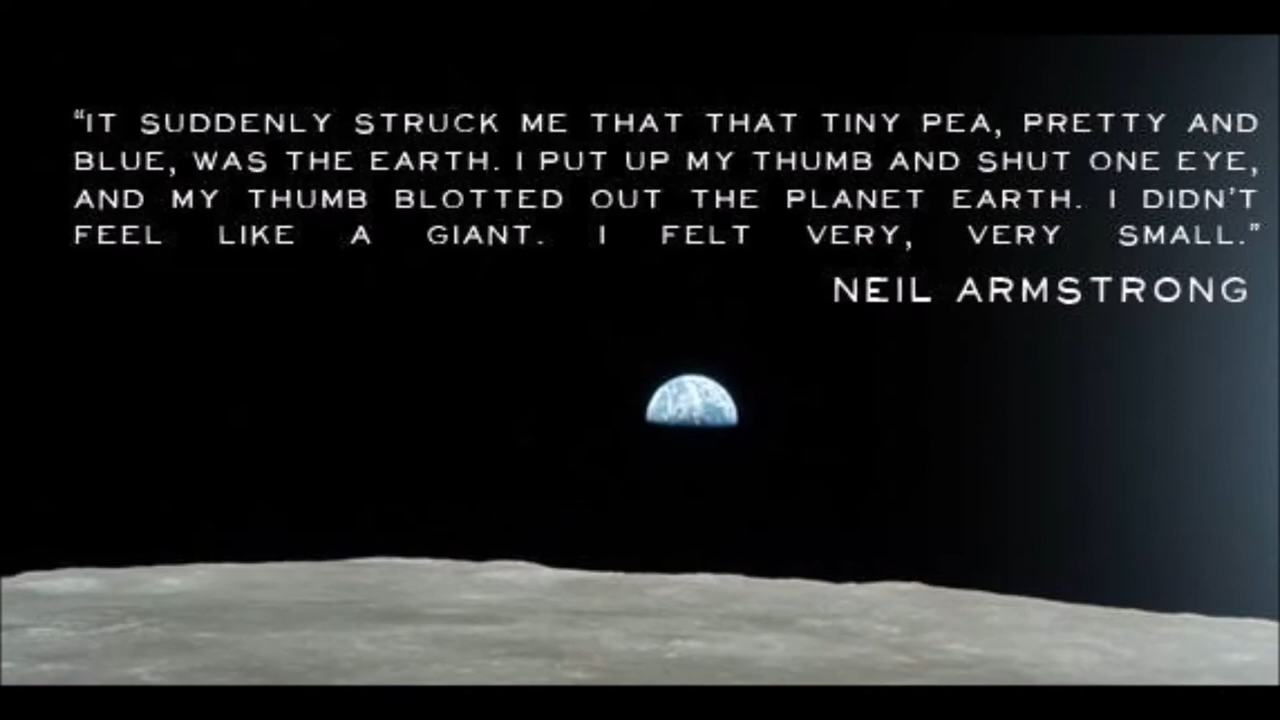 “IT SUDDENLY STRUCK ME THAT THAT TINY PEA, PRETTY AND
BLUE, WAS THE EARTH. I PUT UP MY THUMB AND SHUT ONE EYE,
AND MY THUMB BLOTTED OUT THE PLANET EARTH. I DIDN’T
FEEL LIKE A GIANT. I FELT VERY, VERY SMALL.”
NEIL ARMSTRONG